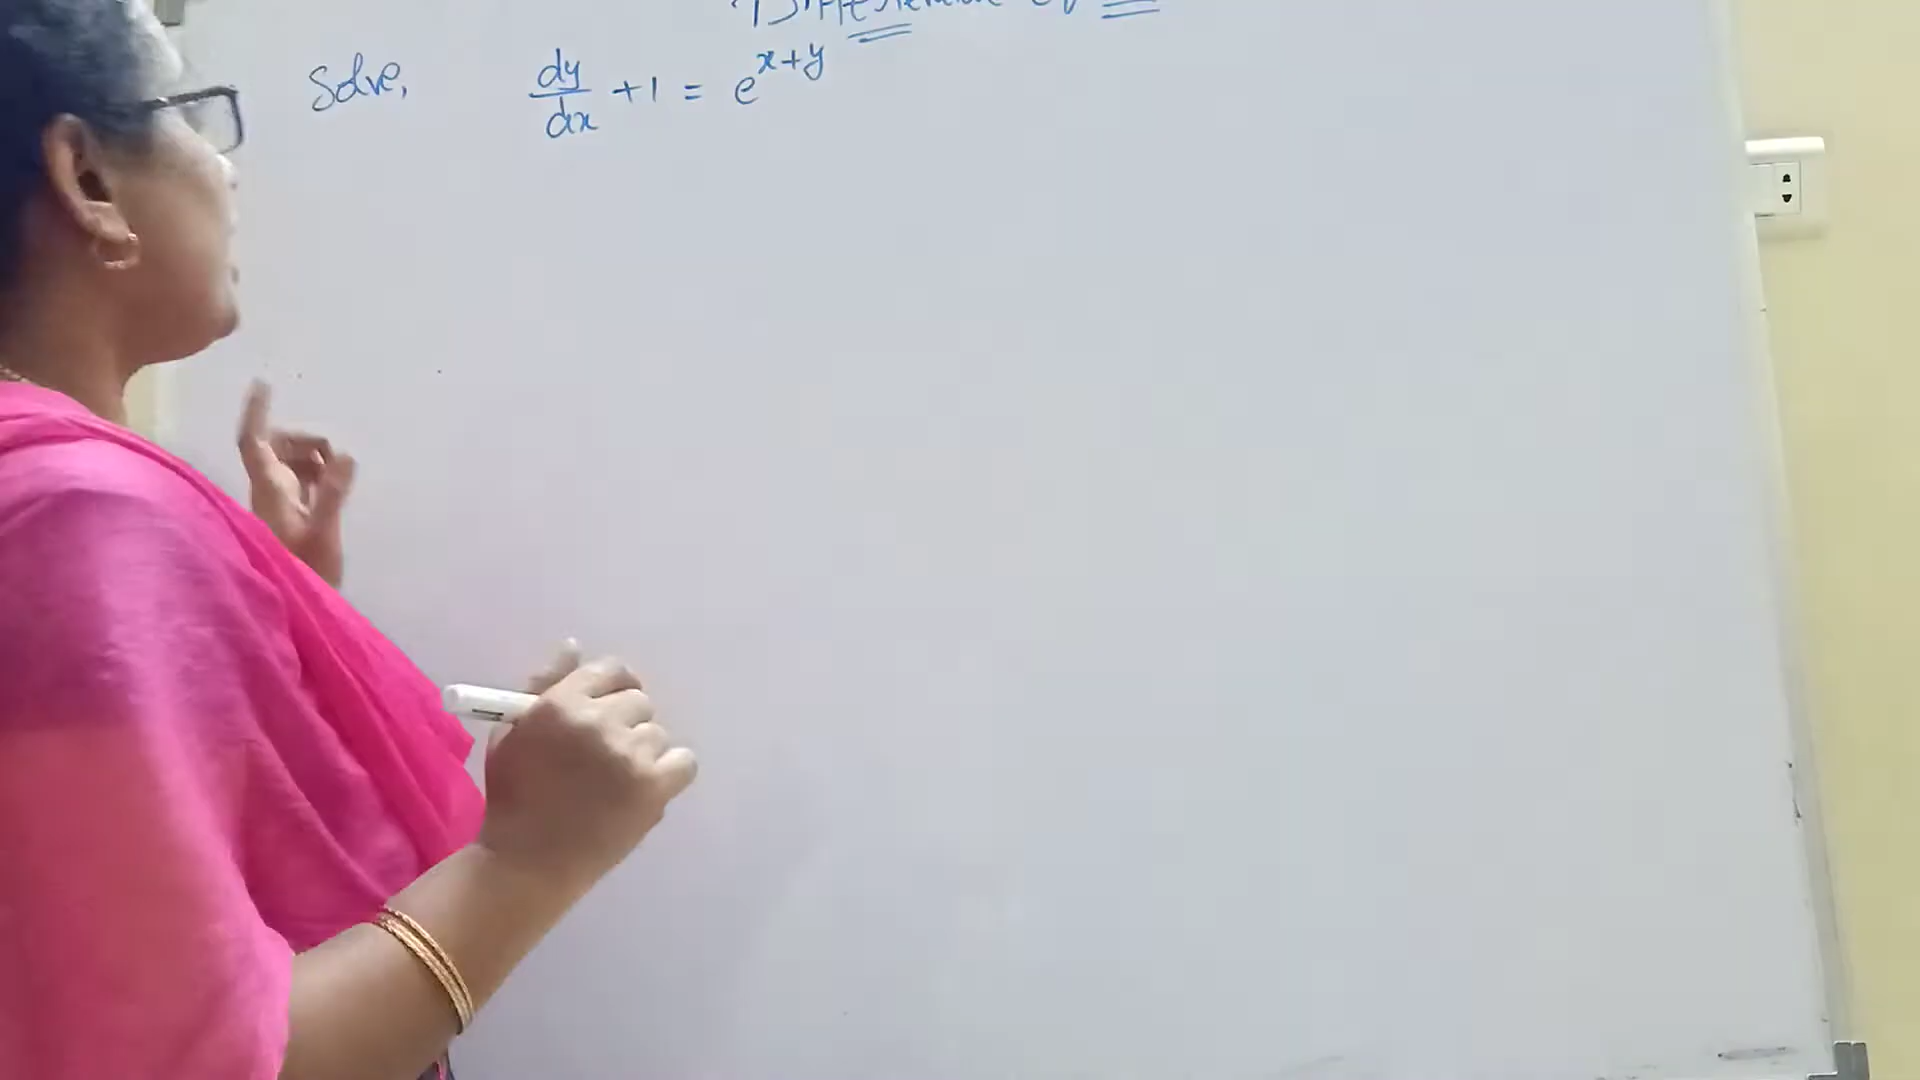 Solve, dy/dx + 1 = e^{x+y}